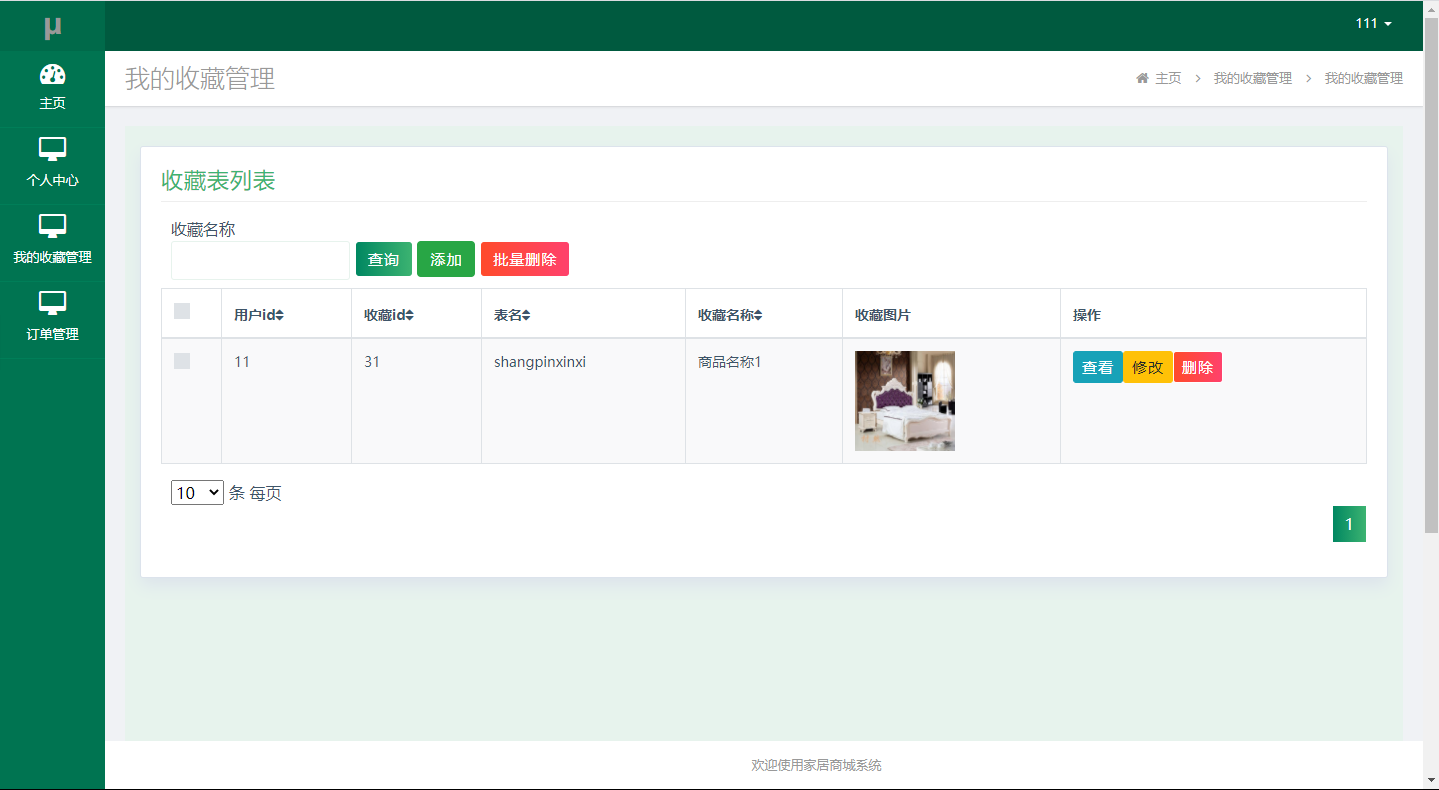 μ
111
主页
个人中心
我的收藏管理
订单管理
我的收藏管理
主页 > 我的收藏管理 > 我的收藏管理
收藏表列表
收藏名称
查询 添加 批量删除
用户id 收藏id 表名 收藏名称 收藏图片 操作
11 31 shangpinxinxi 商品名称1 查看 修改 删除
10 条 每页
1
欢迎使用家居商城系统